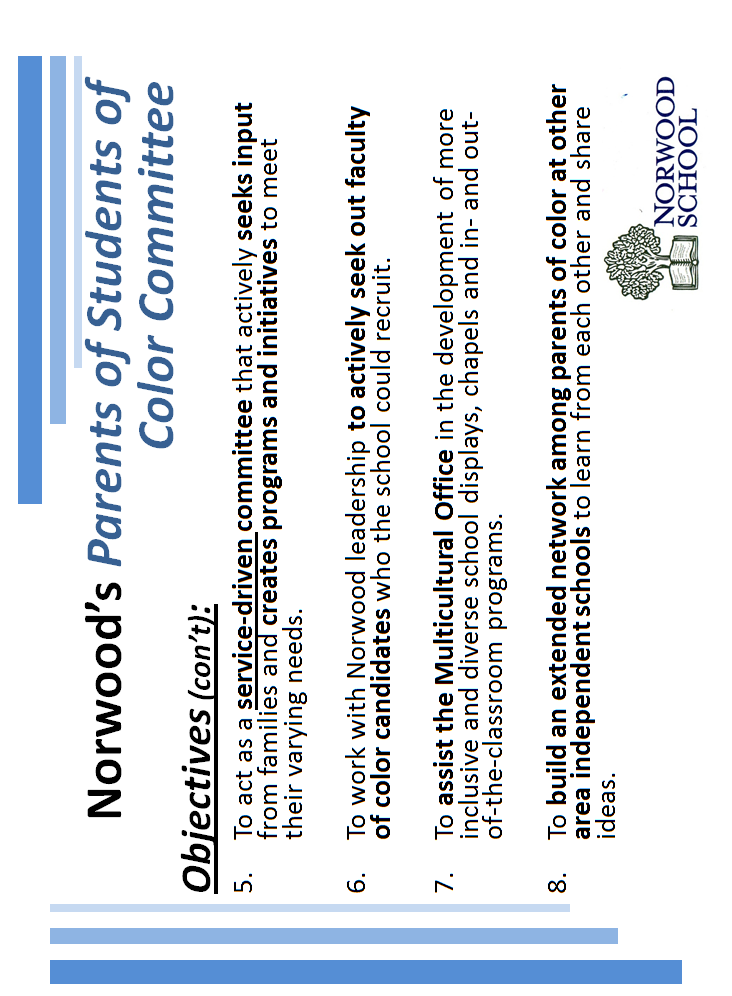 Norwood's Parents of Students of
Color Committee
Objectives (con't):
5. To act as a service-driven committee that actively seeks input
from families and creates programs and initiatives to meet
their varying needs.
6. To work with Norwood leadership to actively seek out faculty
of color candidates who the school could recruit.
7. To assist the Multicultural Office in the development of more
inclusive and diverse school displays, chapels and in- and out-
of-the-classroom programs.
8. To build an extended network among parents of color at other
area independent schools to learn from each other and share
ideas.
NORWOOD
SCHOOL